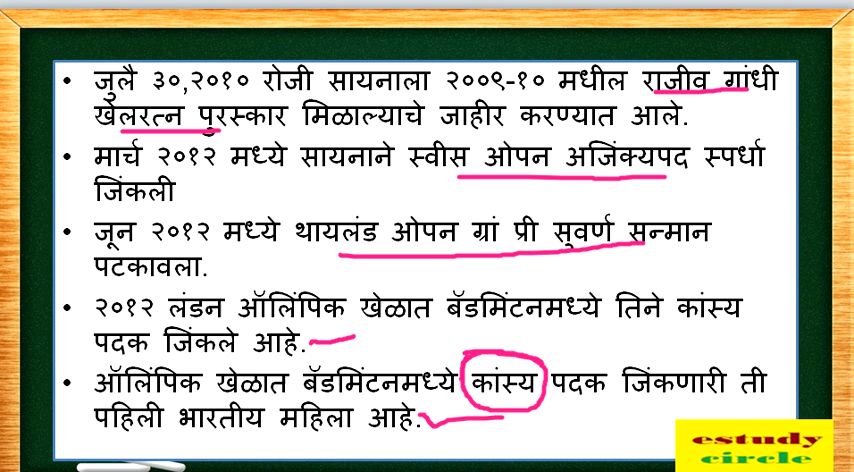 • जुलै ३०,२०१० रोजी सायनाला २००९-१० मधील राजीव गांधी
खेलरत्न पुरस्कार मिळाल्याचे जाहीर करण्यात आले.
• मार्च २०१२ मध्ये सायनाने स्वीस ओपन अजिंक्यपद स्पर्धा
जिंकली
• जून २०१२ मध्ये थायलंड ओपन ग्रां प्री सुवर्ण सन्मान
पटकावला.
• २०१२ लंडन ऑलिंपिक खेळात बॅडमिंटनमध्ये तिने कांस्य
पदक जिंकले आहे.
• ऑलिंपिक खेळात बॅडमिंटनमध्ये कांस्य पदक जिंकणारी ती
पहिली भारतीय महिला आहे.
estudy
circle